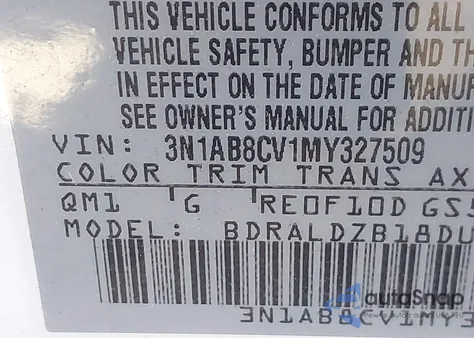 THIS VEHICLE CONFORMS TO ALL
VEHICLE SAFETY, BUMPER AND TH
IN EFFECT ON THE DATE OF MANUF
SEE OWNER'S MANUAL FOR ADDITI
VIN: 3N1AB8CV1MY327509
COLOR TRIM TRANS AX
QM1 G RE0F10D GS5
MODEL: BDRALDZB18DU
3N1AB8CV1MY3
autoSnap